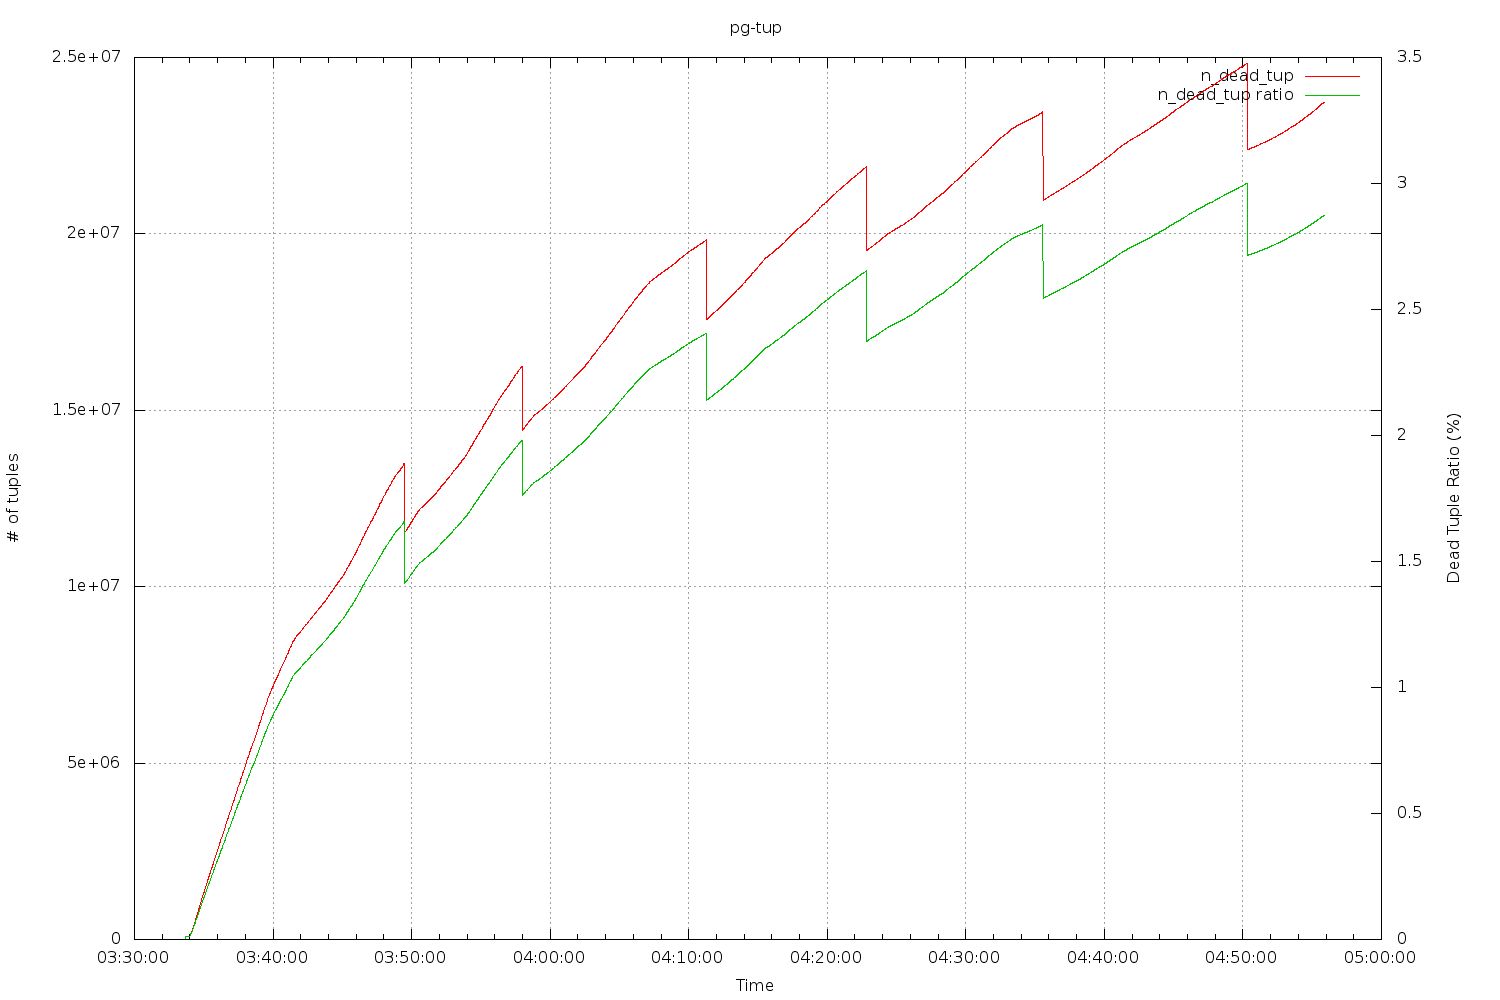 pg-tup
2.5e+07
2e+07
1.5e+07
1e+07
5e+06
0
3.5
3
2.5
2
1.5
1
0.5
0
n_dead_tup
n_dead_tup ratio
# of tuples
Dead Tuple Ratio (%)
03:30:00 03:40:00 03:50:00 04:00:00 04:10:00 04:20:00 04:30:00 04:40:00 04:50:00 05:00:00
Time